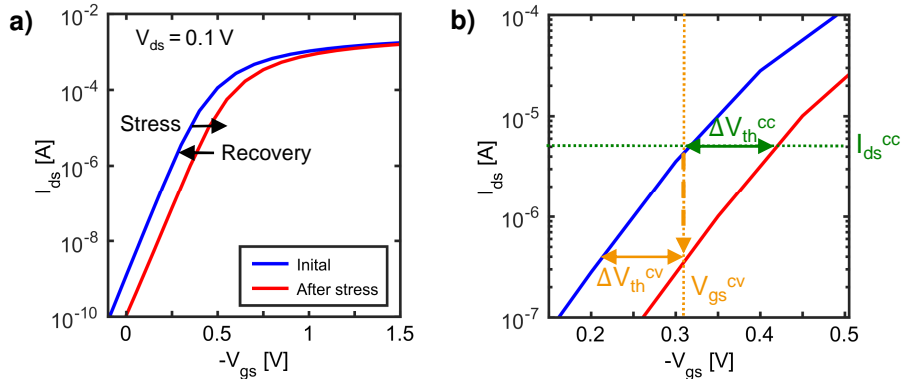 a)
V_ds = 0.1 V
10^-2
10^-4
10^-6
10^-8
10^-10
I_ds [A]
Stress
Recovery
Inital
After stress
0
0.5
1
1.5
-V_gs [V]
b)
10^-4
10^-5
10^-6
10^-7
I_ds [A]
ΔV_th^cc
I_ds^cc
ΔV_th^cv
V_gs^cv
0.2
0.3
0.4
0.5
-V_gs [V]